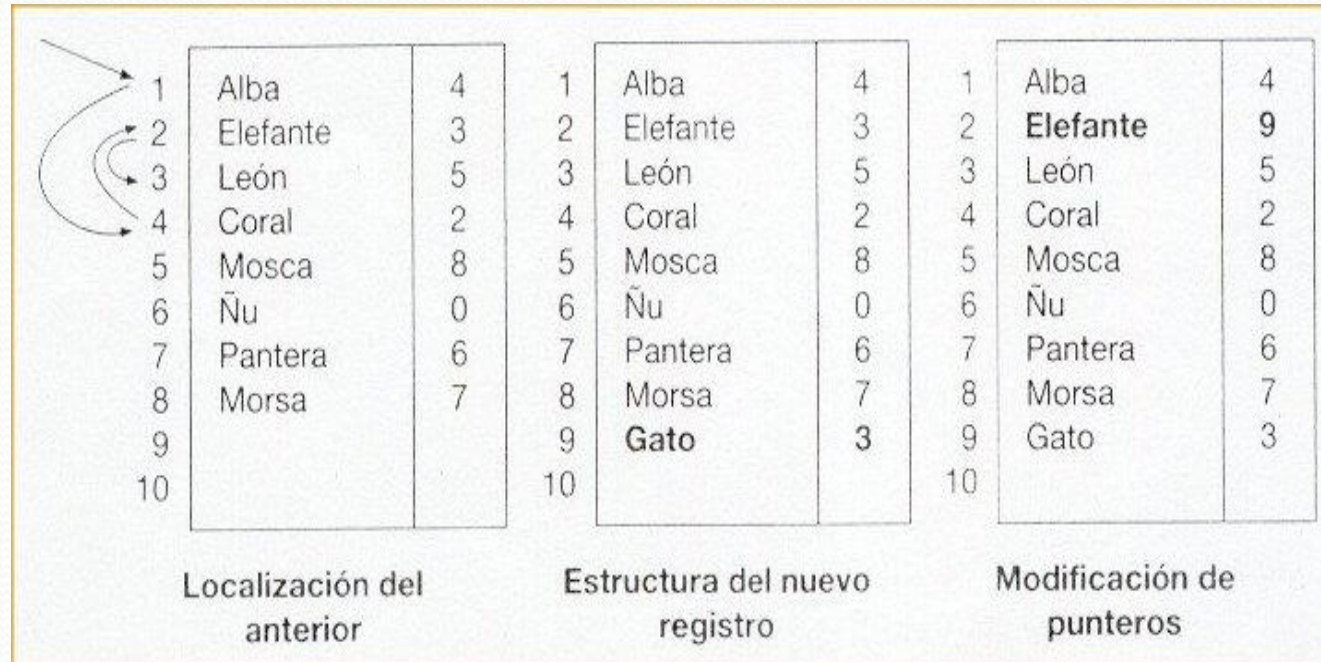 1 Alba 4
2 Elefante 3
3 León 5
4 Coral 2
5 Mosca 8
6 Ñu 0
7 Pantera 6
8 Morsa 7
9
10
Localización del
anterior
1 Alba 4
2 Elefante 3
3 León 5
4 Coral 2
5 Mosca 8
6 Ñu 0
7 Pantera 6
8 Morsa 7
9 Gato 3
10
Estructura del nuevo
registro
1 Alba 4
2 Elefante 9
3 León 5
4 Coral 2
5 Mosca 8
6 Ñu 0
7 Pantera 6
8 Morsa 7
9 Gato 3
10
Modificación de
punteros